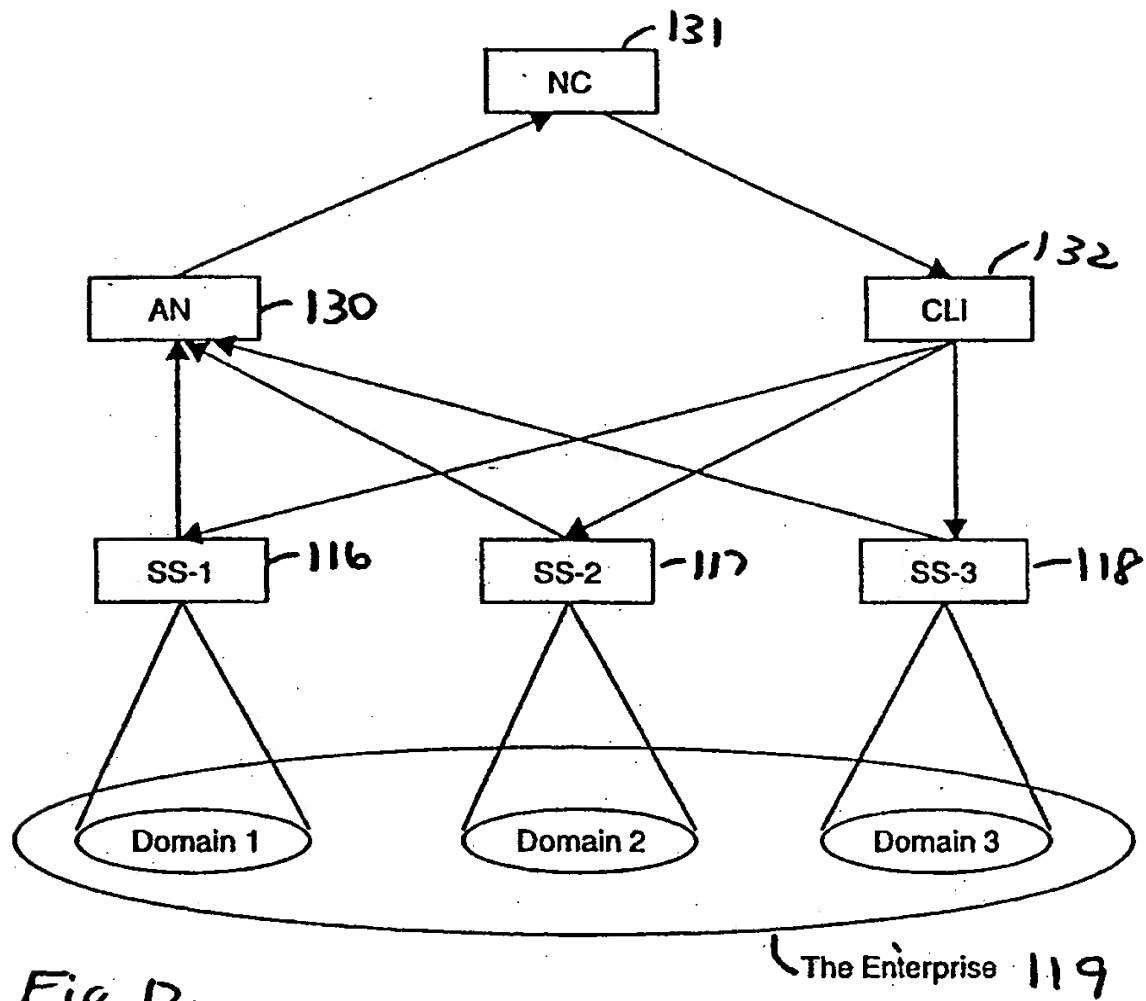 131
NC
132
AN
130
CLI
SS-1
116
SS-2
117
SS-3
118
Domain 1
Domain 2
Domain 3
The Enterprise 119